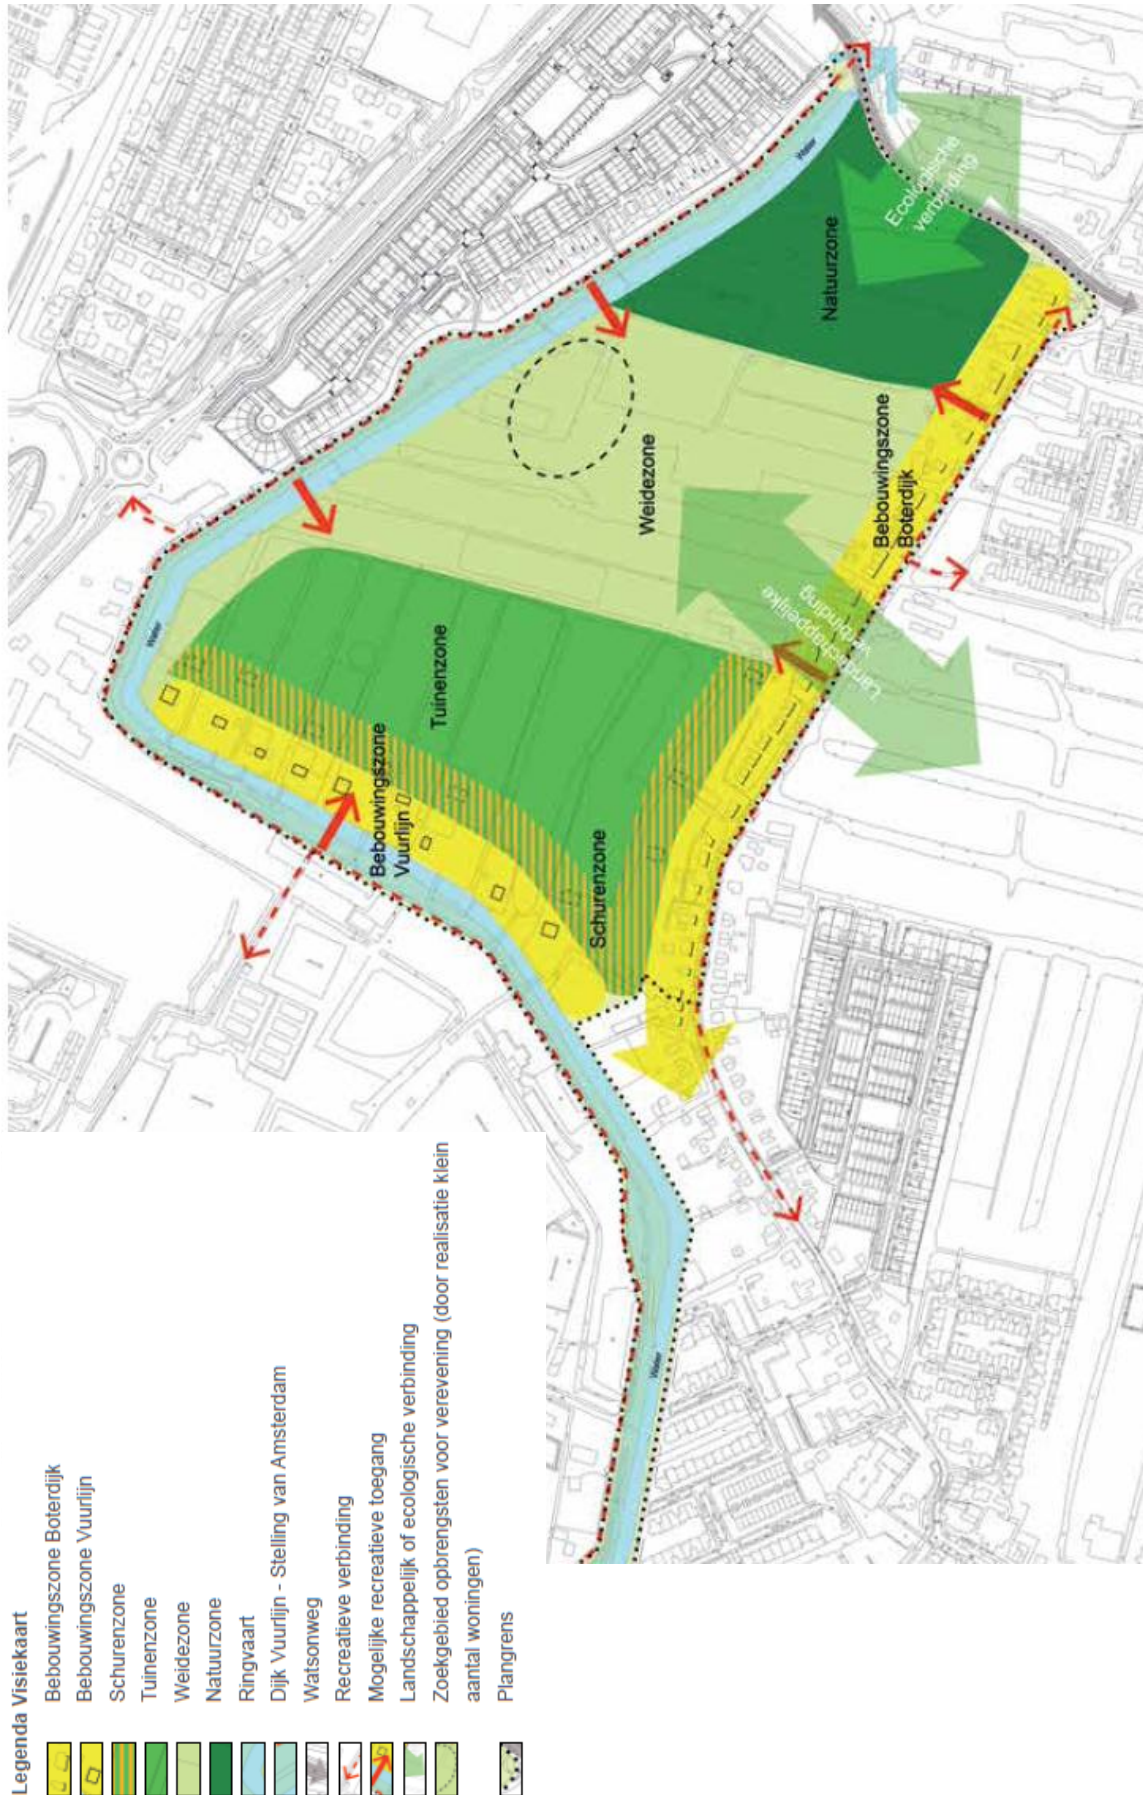 Legenda Visiekaart
Bebouwingszone Boterdijk
Bebouwingszone Vuurlijn
Schurenzone
Tuinenzone
Weidezone
Natuurzone
Ringvaart
Dijk Vuurlijn - Stelling van Amsterdam
Watsonweg
Recreatieve verbinding
Mogelijke recreatieve toegang
Landschappelijk of ecologische verbinding
Zoekgebied opbrengsten voor verevening (door realisatie klein
aantal woningen)
Plangrens
Water
Water
Water
Bebouwingszone
Vuurlijn
Tuinenzone
Schurenzone
Weidezone
Natuurzone
Bebouwingszone
Boterdijk
Ecologische
verbinding
Landschappelijke
verbinding